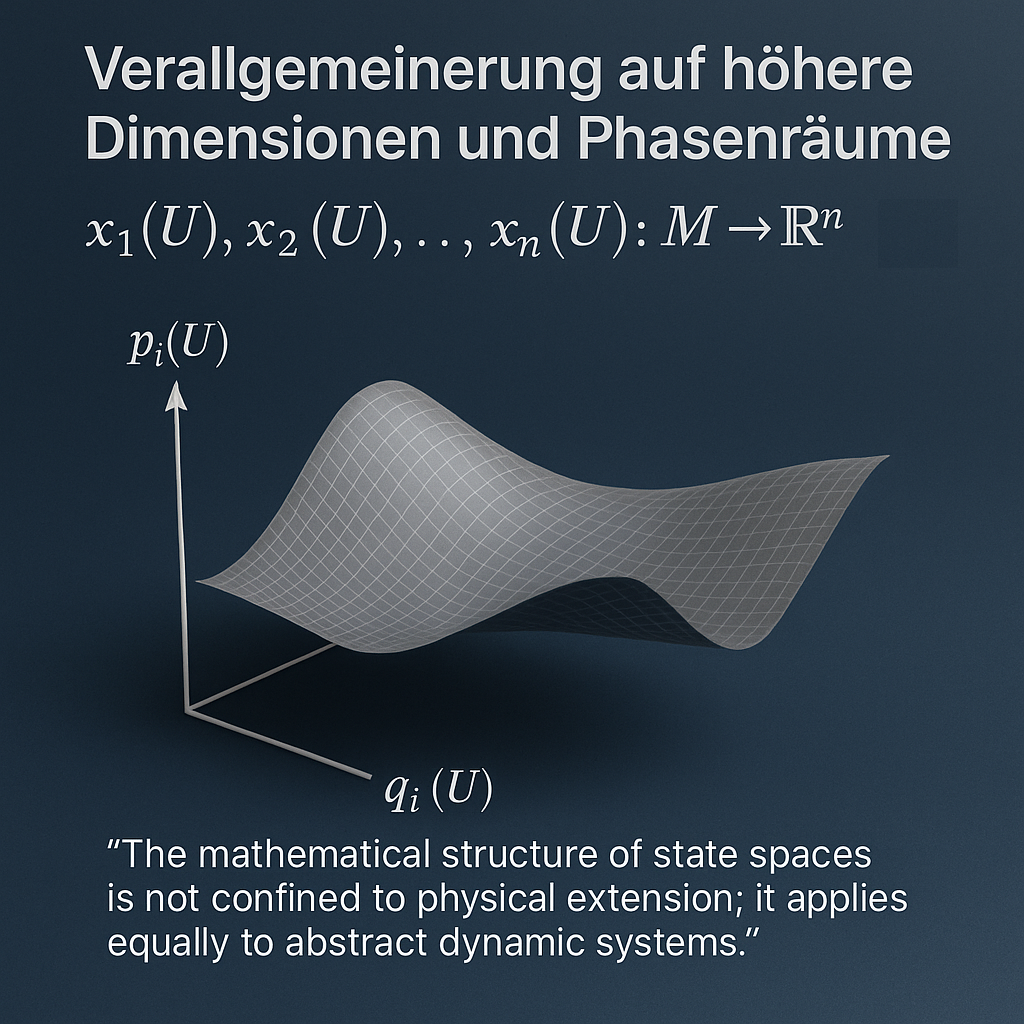 Verallgemeinerung auf höhere
Dimensionen und Phasenräume
x₁(U), x₂(U),..., xₙ(U): M → ℝⁿ
pᵢ(U)
qᵢ(U)
“The mathematical structure of state spaces
is not confined to physical extension; it applies
equally to abstract dynamic systems.”